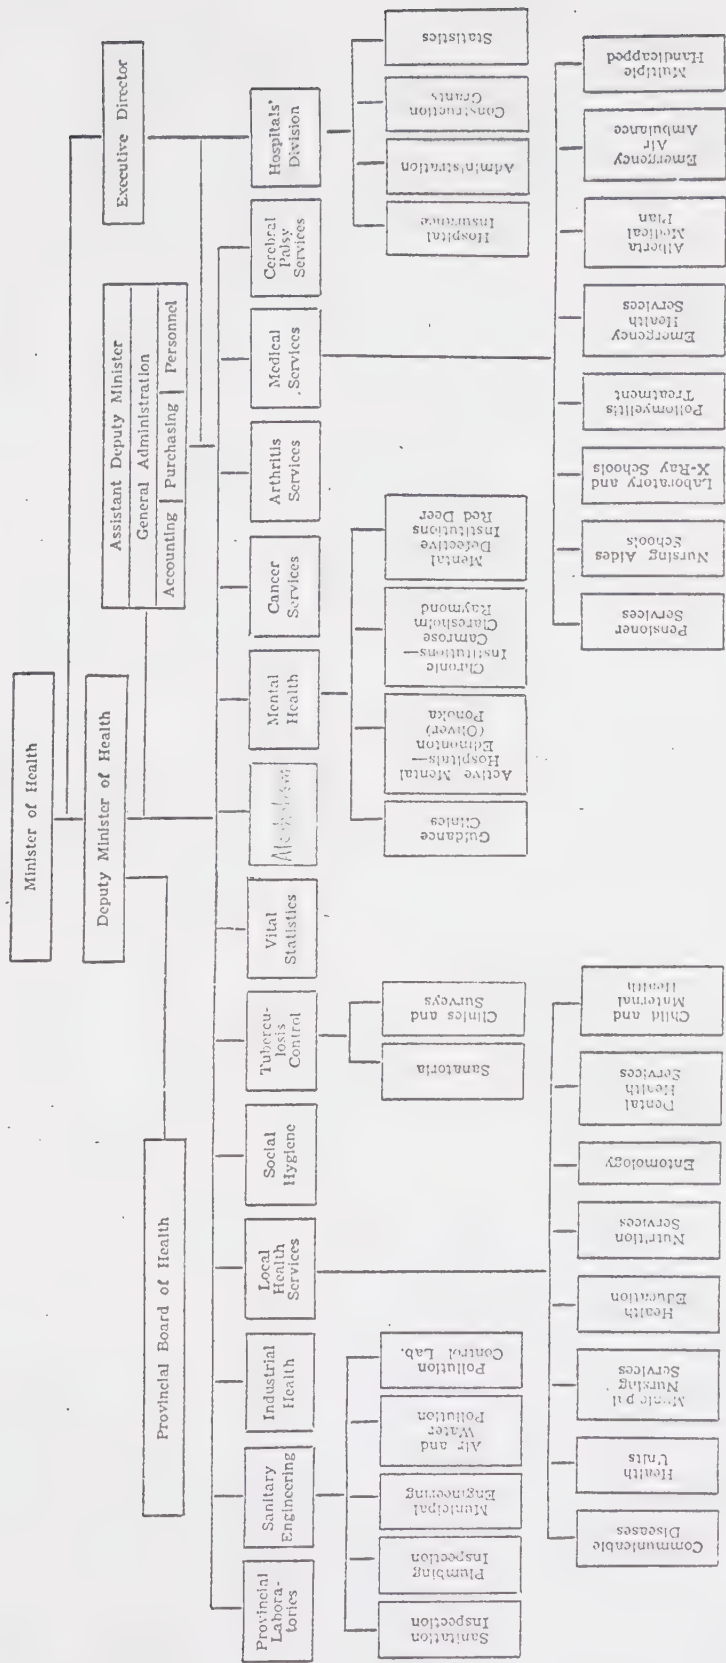 Minister of Health
Deputy Minister of Health
Provincial Board of Health
Assistant Deputy Minister
General Administration
Accounting | Purchasing | Personnel
Executive Director
Provincial
Labora-
tories
Sanitary
Engineering
Industrial
Health
Local
Health
Services
Social
Hygiene
Tubercu-
losis
Control
Vital
Statistics
Alcoholism
Mental
Health
Cancer
Services
Arthritis
Services
Medical
Services
Cerebral
Palsy
Services
Hospitals'
Division
Sanitation
Inspection
Plumbing
Inspection
Municipal
Engineering
Air and
Water
Pollution
Pollution
Control Lab.
Sanatoria
Clinics and
Surveys
Guidance
Clinics
Active Mental
Hospitals—
Edmonton
(Oliver)
Ponoka
Chronic
Institutions—
Camrose
Claresholm
Raymond
Mental
Defective
Institutions
Red Deer
Hospital
Insurance
Administration
Construction
Grants
Statistics
Communicable
Diseases
Health
Units
Municipal
Nursing
Services
Health
Education
Nutrition
Services
Entomology
Dental
Health
Services
Child and
Maternal
Health
Pensioner
Services
Nursing Aides
Schools
Laboratory and
X-Ray Schools
Poliomyelitis
Treatment
Emergency
Health
Services
Alberta
Medical
Plan
Emergency
Air
Ambulance
Multiple
Handicapped